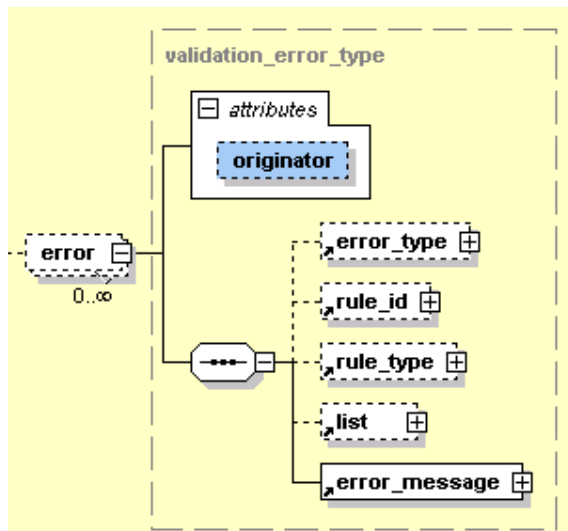 validation_error_type
attributes
originator
error
0..∞
error_type
rule_id
rule_type
list
error_message